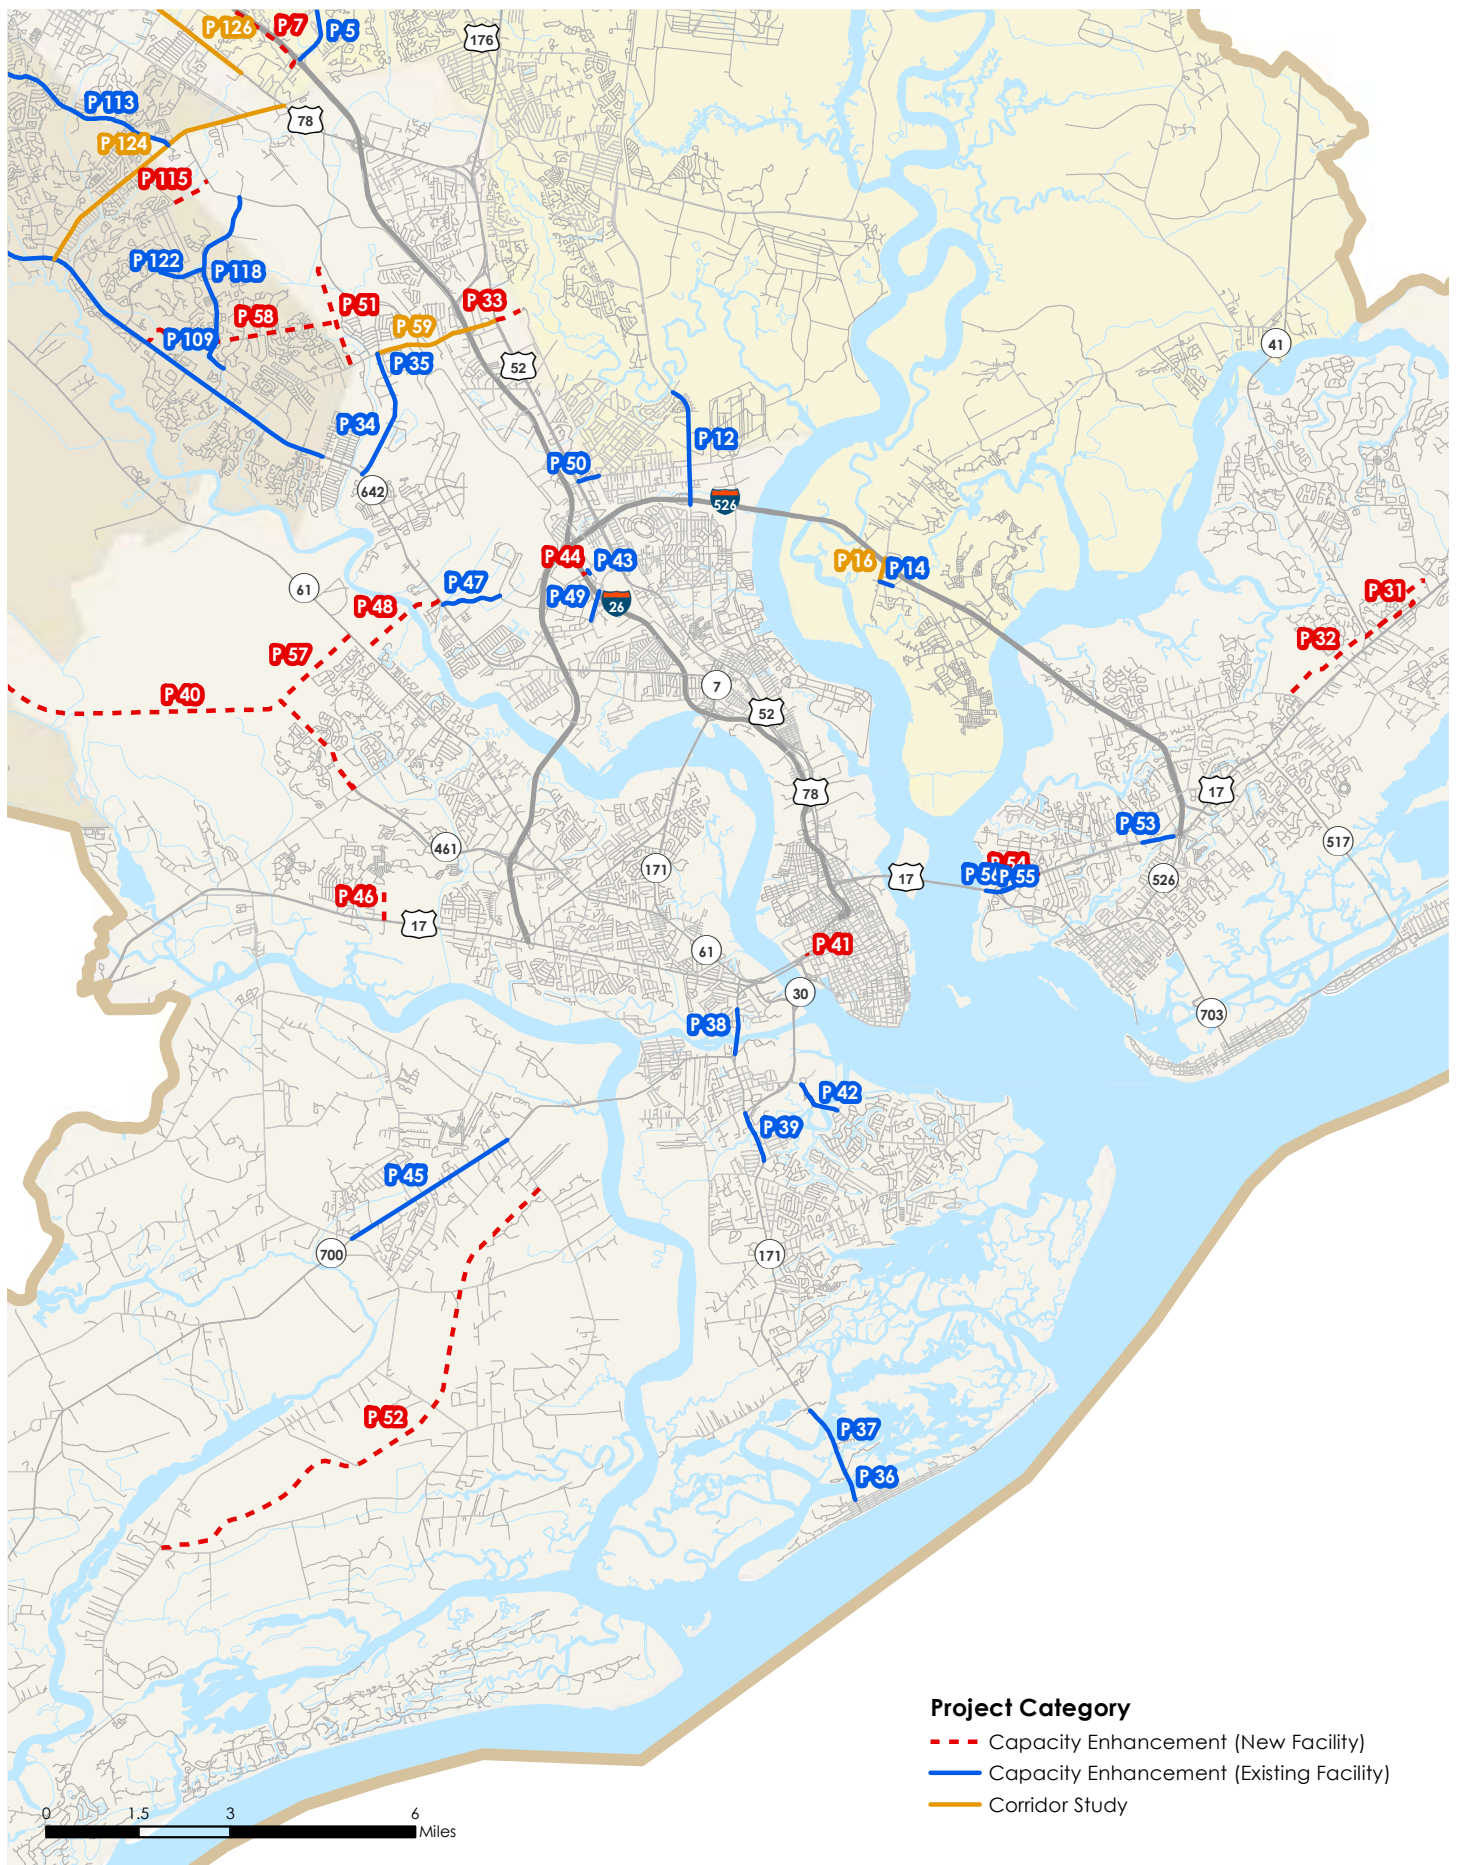 P 126
P 7
P 5
176
P 113
78
P 124
P 115
P 122
P 118
P 51
P 33
P 58
P 59
P 109
P 35
52
41
P 34
P 12
P 50
642
526
P 44
P 43
P 16
P 14
61
P 47
P 49
26
P 48
P 31
P 57
P 32
P 40
7
52
78
17
P 53
461
517
171
P 54
P 56
P 55
17
526
P 46
17
61
P 41
30
P 38
703
P 42
P 39
P 45
700
171
P 52
P 37
P 36
Project Category
Capacity Enhancement (New Facility)
Capacity Enhancement (Existing Facility)
Corridor Study
0 1.5 3 6
Miles